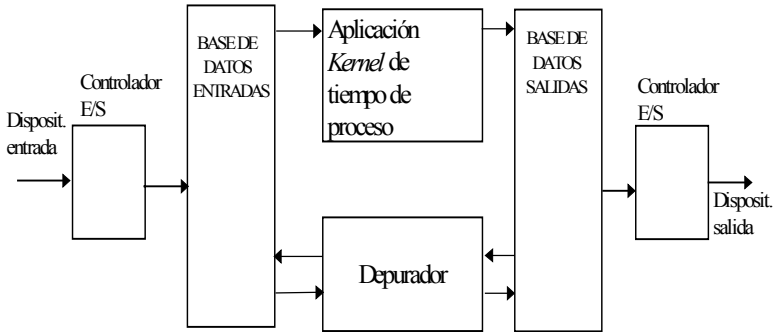 Disposit.
entrada
Controlador
E/S
BASE DE
DATOS
ENTRADAS
Aplicación
Kernel de
tiempo de
proceso
Depurador
BASE DE
DATOS
SALIDAS
Controlador
E/S
Disposit.
salida